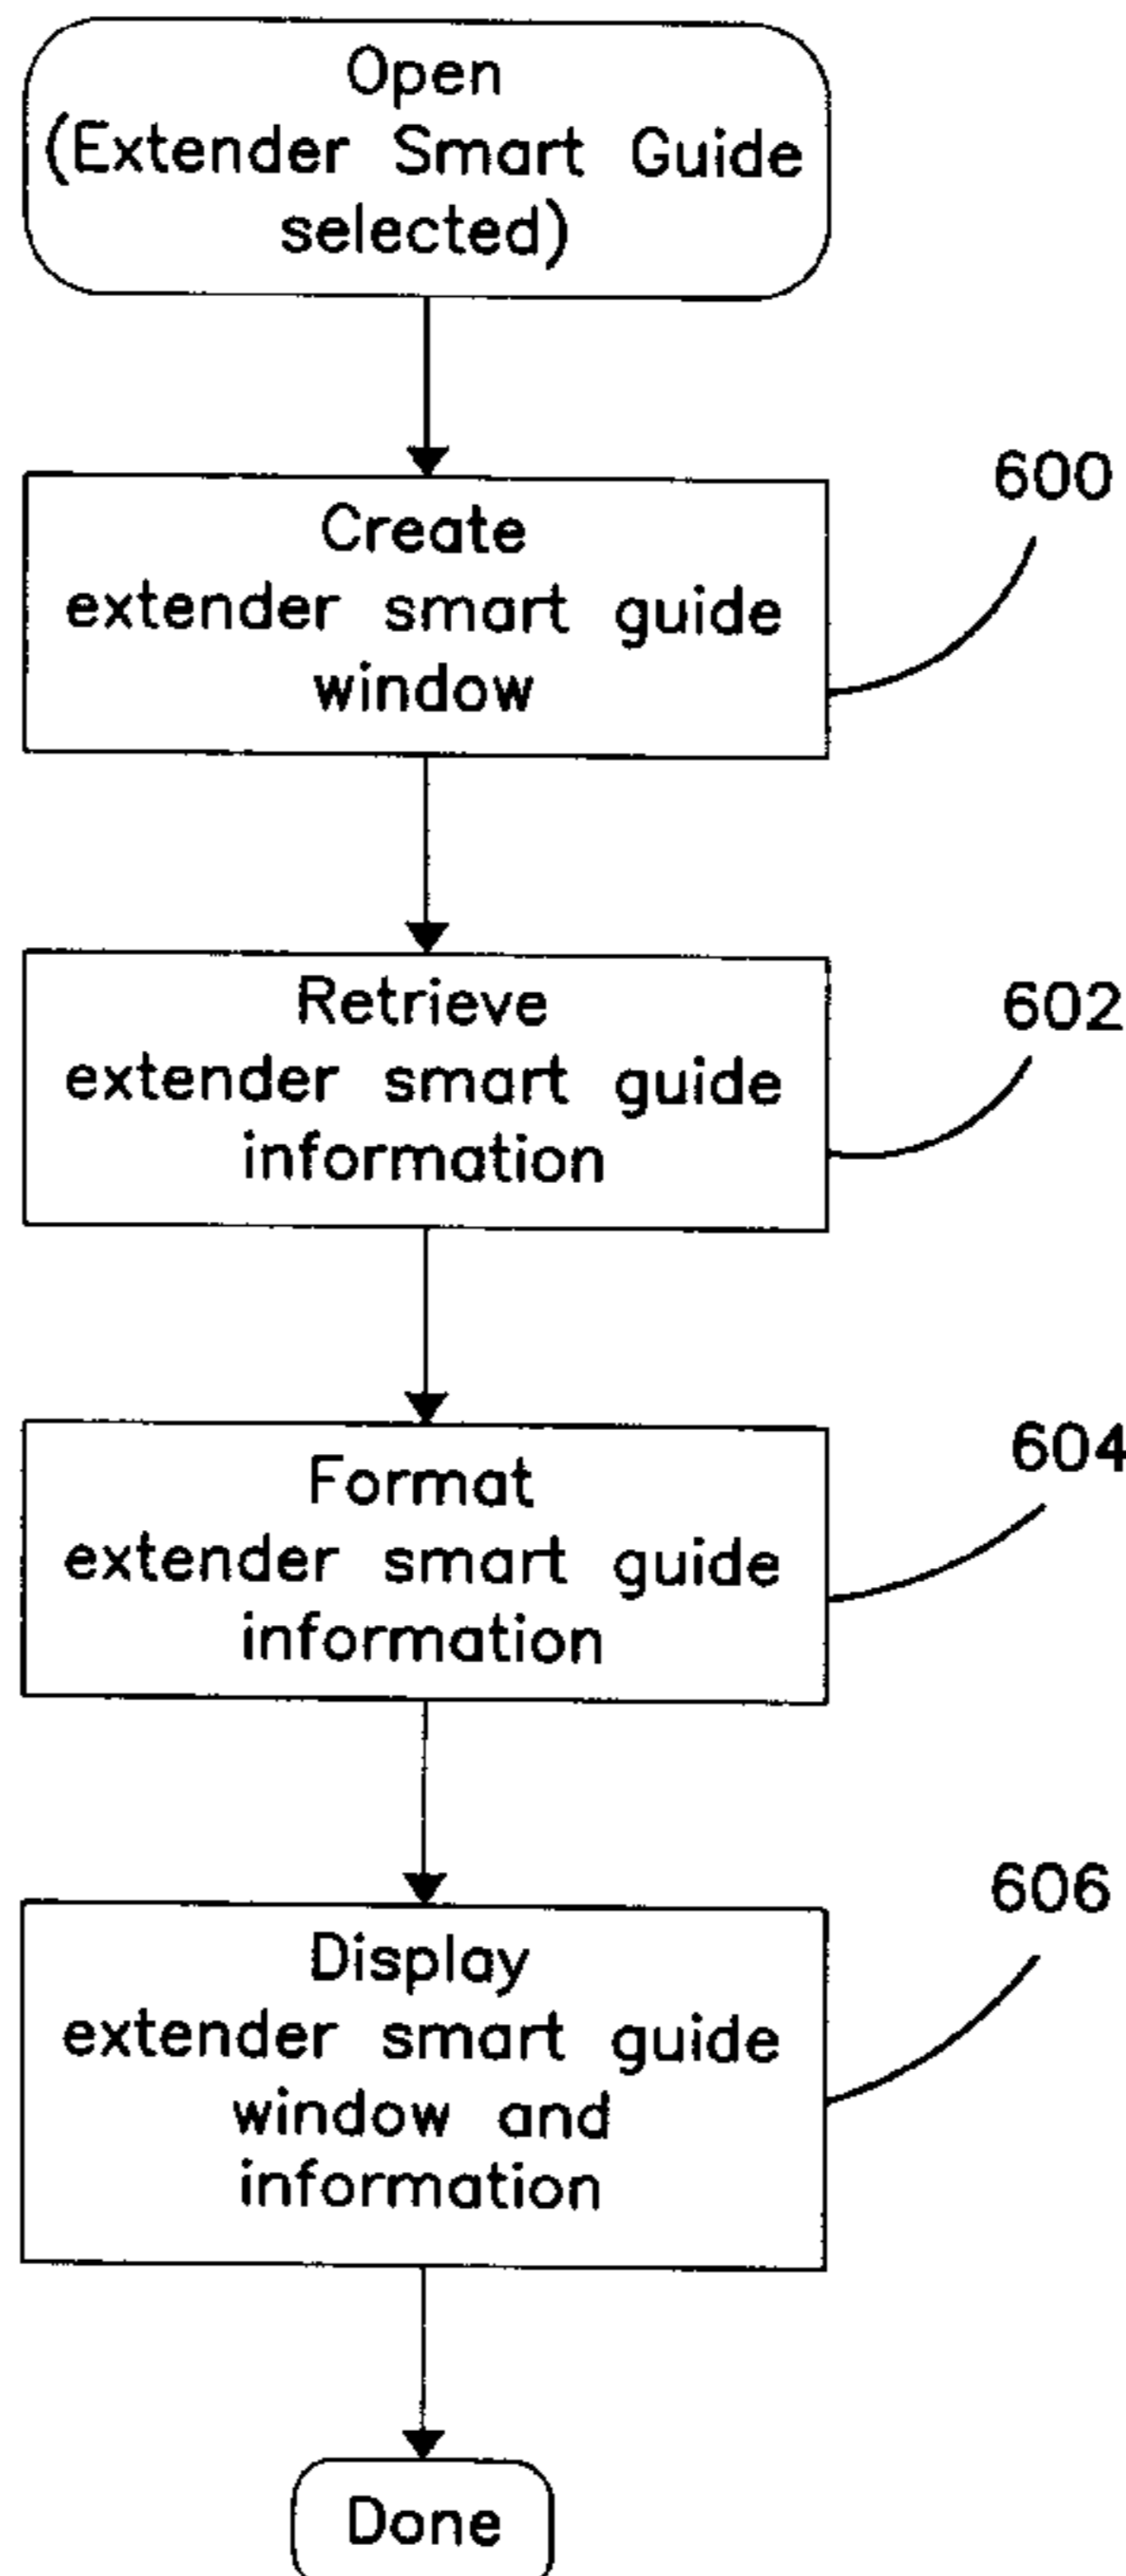 Open
(Extender Smart Guide
selected)
Create
extender smart guide
window
600
Retrieve
extender smart guide
information
602
Format
extender smart guide
information
604
Display
extender smart guide
window and
information
606
Done